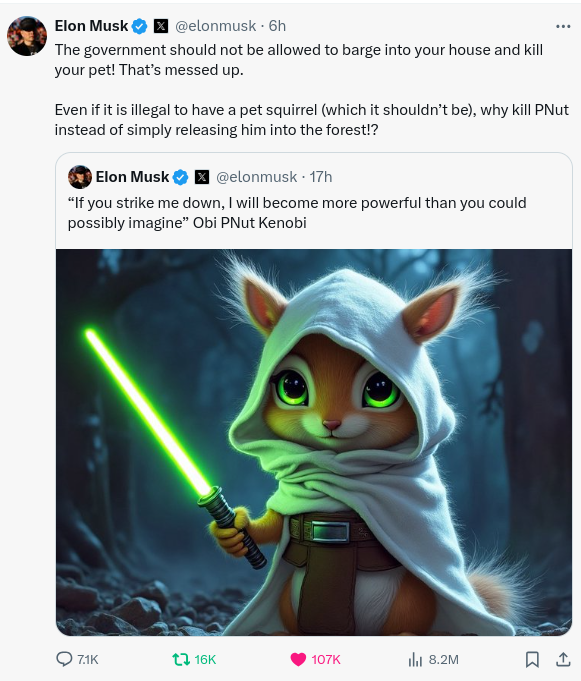 Elon Musk @elonmusk · 6h
The government should not be allowed to barge into your house and kill
your pet! That’s messed up.
Even if it is illegal to have a pet squirrel (which it shouldn’t be), why kill PNut
instead of simply releasing him into the forest!?
Elon Musk @elonmusk · 17h
“If you strike me down, I will become more powerful than you could
possibly imagine” Obi PNut Kenobi
7.1K 16K 107K 8.2M